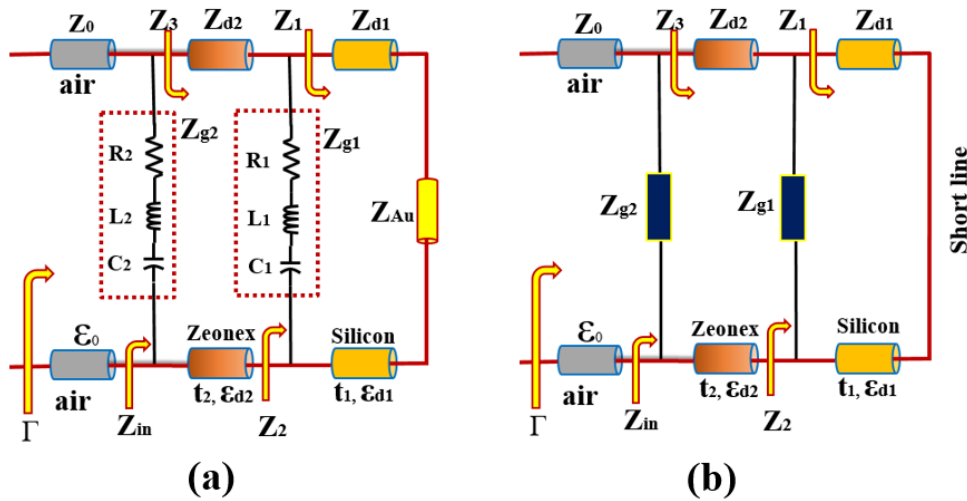 Z0 Z3 Zd2 Z1 Zd1
air
Zg2 Zg1
R2 R1
L2 L1
ZAu
C2 C1
Zeonex Silicon
ε0
air t2, εd2 t1, εd1
Γ Zin Z2
(a)
Z0 Z3 Zd2 Z1 Zd1
air
Zg2 Zg1
Short line
Zeonex Silicon
ε0
air t2, εd2 t1, εd1
Γ Zin Z2
(b)